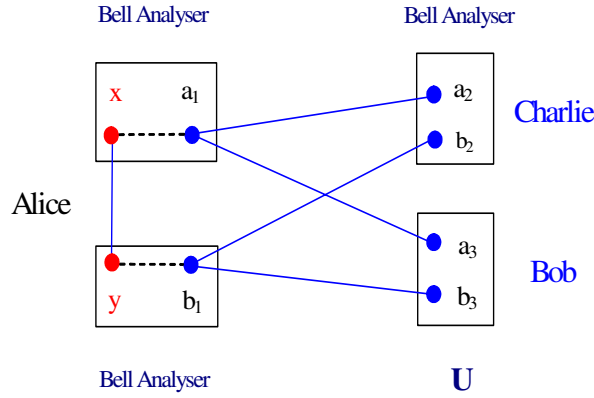 Bell Analyser
Bell Analyser
x
a1
a2
b2
Charlie
Alice
a3
b3
Bob
y
b1
Bell Analyser
U